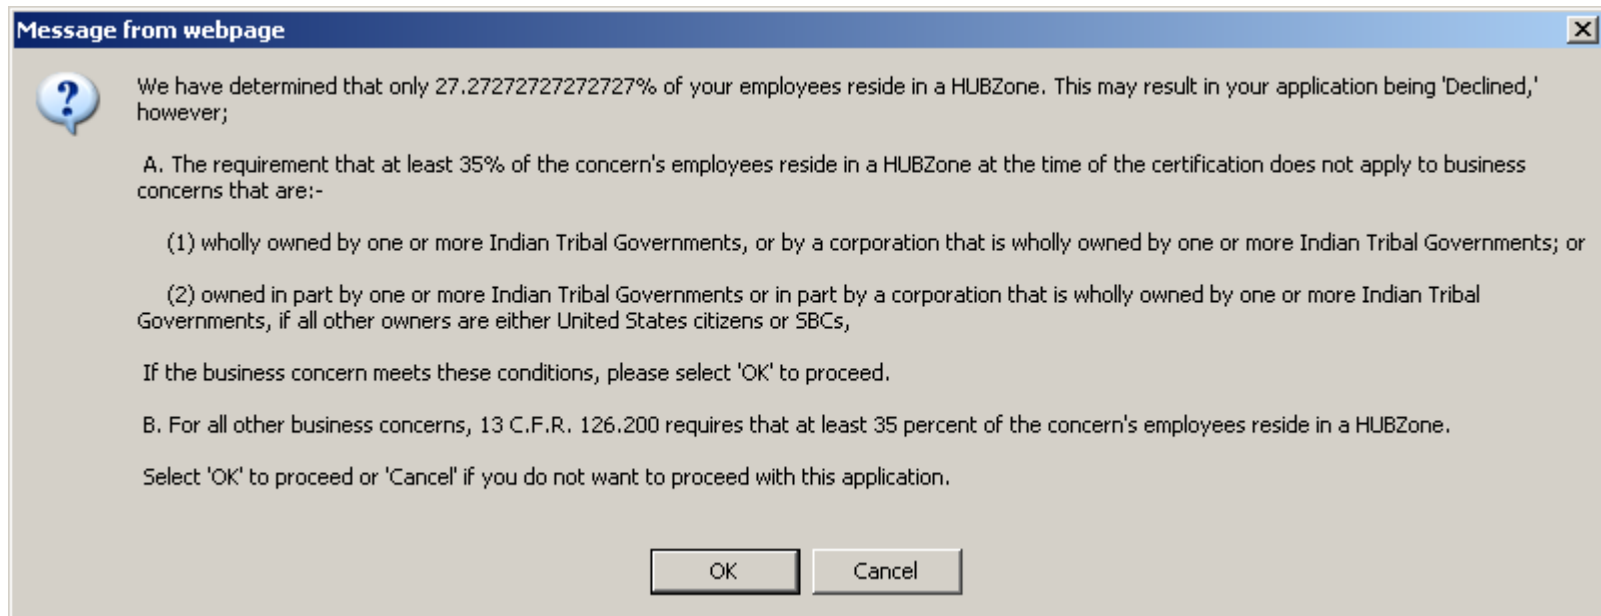 Message from webpage
We have determined that only 27.27272727272727% of your employees reside in a HUBZone. This may result in your application being 'Declined,'
however;
A. The requirement that at least 35% of the concern's employees reside in a HUBZone at the time of the certification does not apply to business
concerns that are:-
(1) wholly owned by one or more Indian Tribal Governments, or by a corporation that is wholly owned by one or more Indian Tribal Governments; or
(2) owned in part by one or more Indian Tribal Governments or in part by a corporation that is wholly owned by one or more Indian Tribal
Governments, if all other owners are either United States citizens or SBCs,
If the business concern meets these conditions, please select 'OK' to proceed.
B. For all other business concerns, 13 C.F.R. 126.200 requires that at least 35 percent of the concern's employees reside in a HUBZone.
Select 'OK' to proceed or 'Cancel' if you do not want to proceed with this application.
OK Cancel